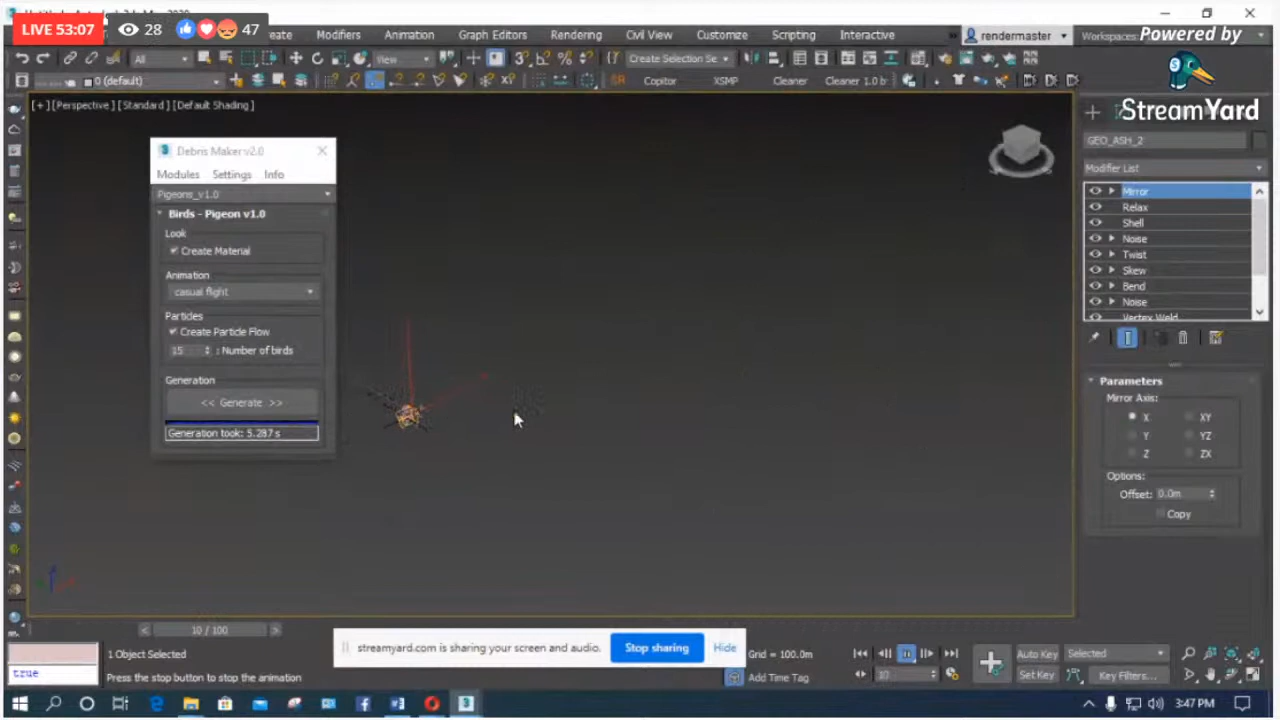 LIVE 53:07 28 47
Create Modifiers Animation Graph Editors Rendering Civil View Customize Scripting Interactive rendermaster Workspaces:
Powered by
StreamYard
All View Create Selection Se
0 (default) Copitor XSMP Cleaner Cleaner 1.0 b
[+] [Perspective] [Standard] [Default Shading]
Debris Maker v2.0
Modules Settings Info
Pigeons_v1.0
Birds - Pigeon v1.0
Look
Create Material
Animation
casual flight
Particles
Create Particle Flow
15 : Number of birds
Generation
<< Generate >>
Generation took: 5.287 s
GEO_ASH_2
Modifier List
Mirror
Relax
Shell
Noise
Twist
Skew
Bend
Noise
Vertex Weld
Parameters
Mirror Axis:
X XY
Y YZ
Z ZX
Options:
Offset: 0.0m
Copy
< 10 / 100 >
true
1 Object Selected
Press the stop button to stop the animation
streamyard.com is sharing your screen and audio. Stop sharing Hide
Grid = 100.0m
Add Time Tag
Auto Key Selected
Set Key Key Filters...
10
3:47 PM